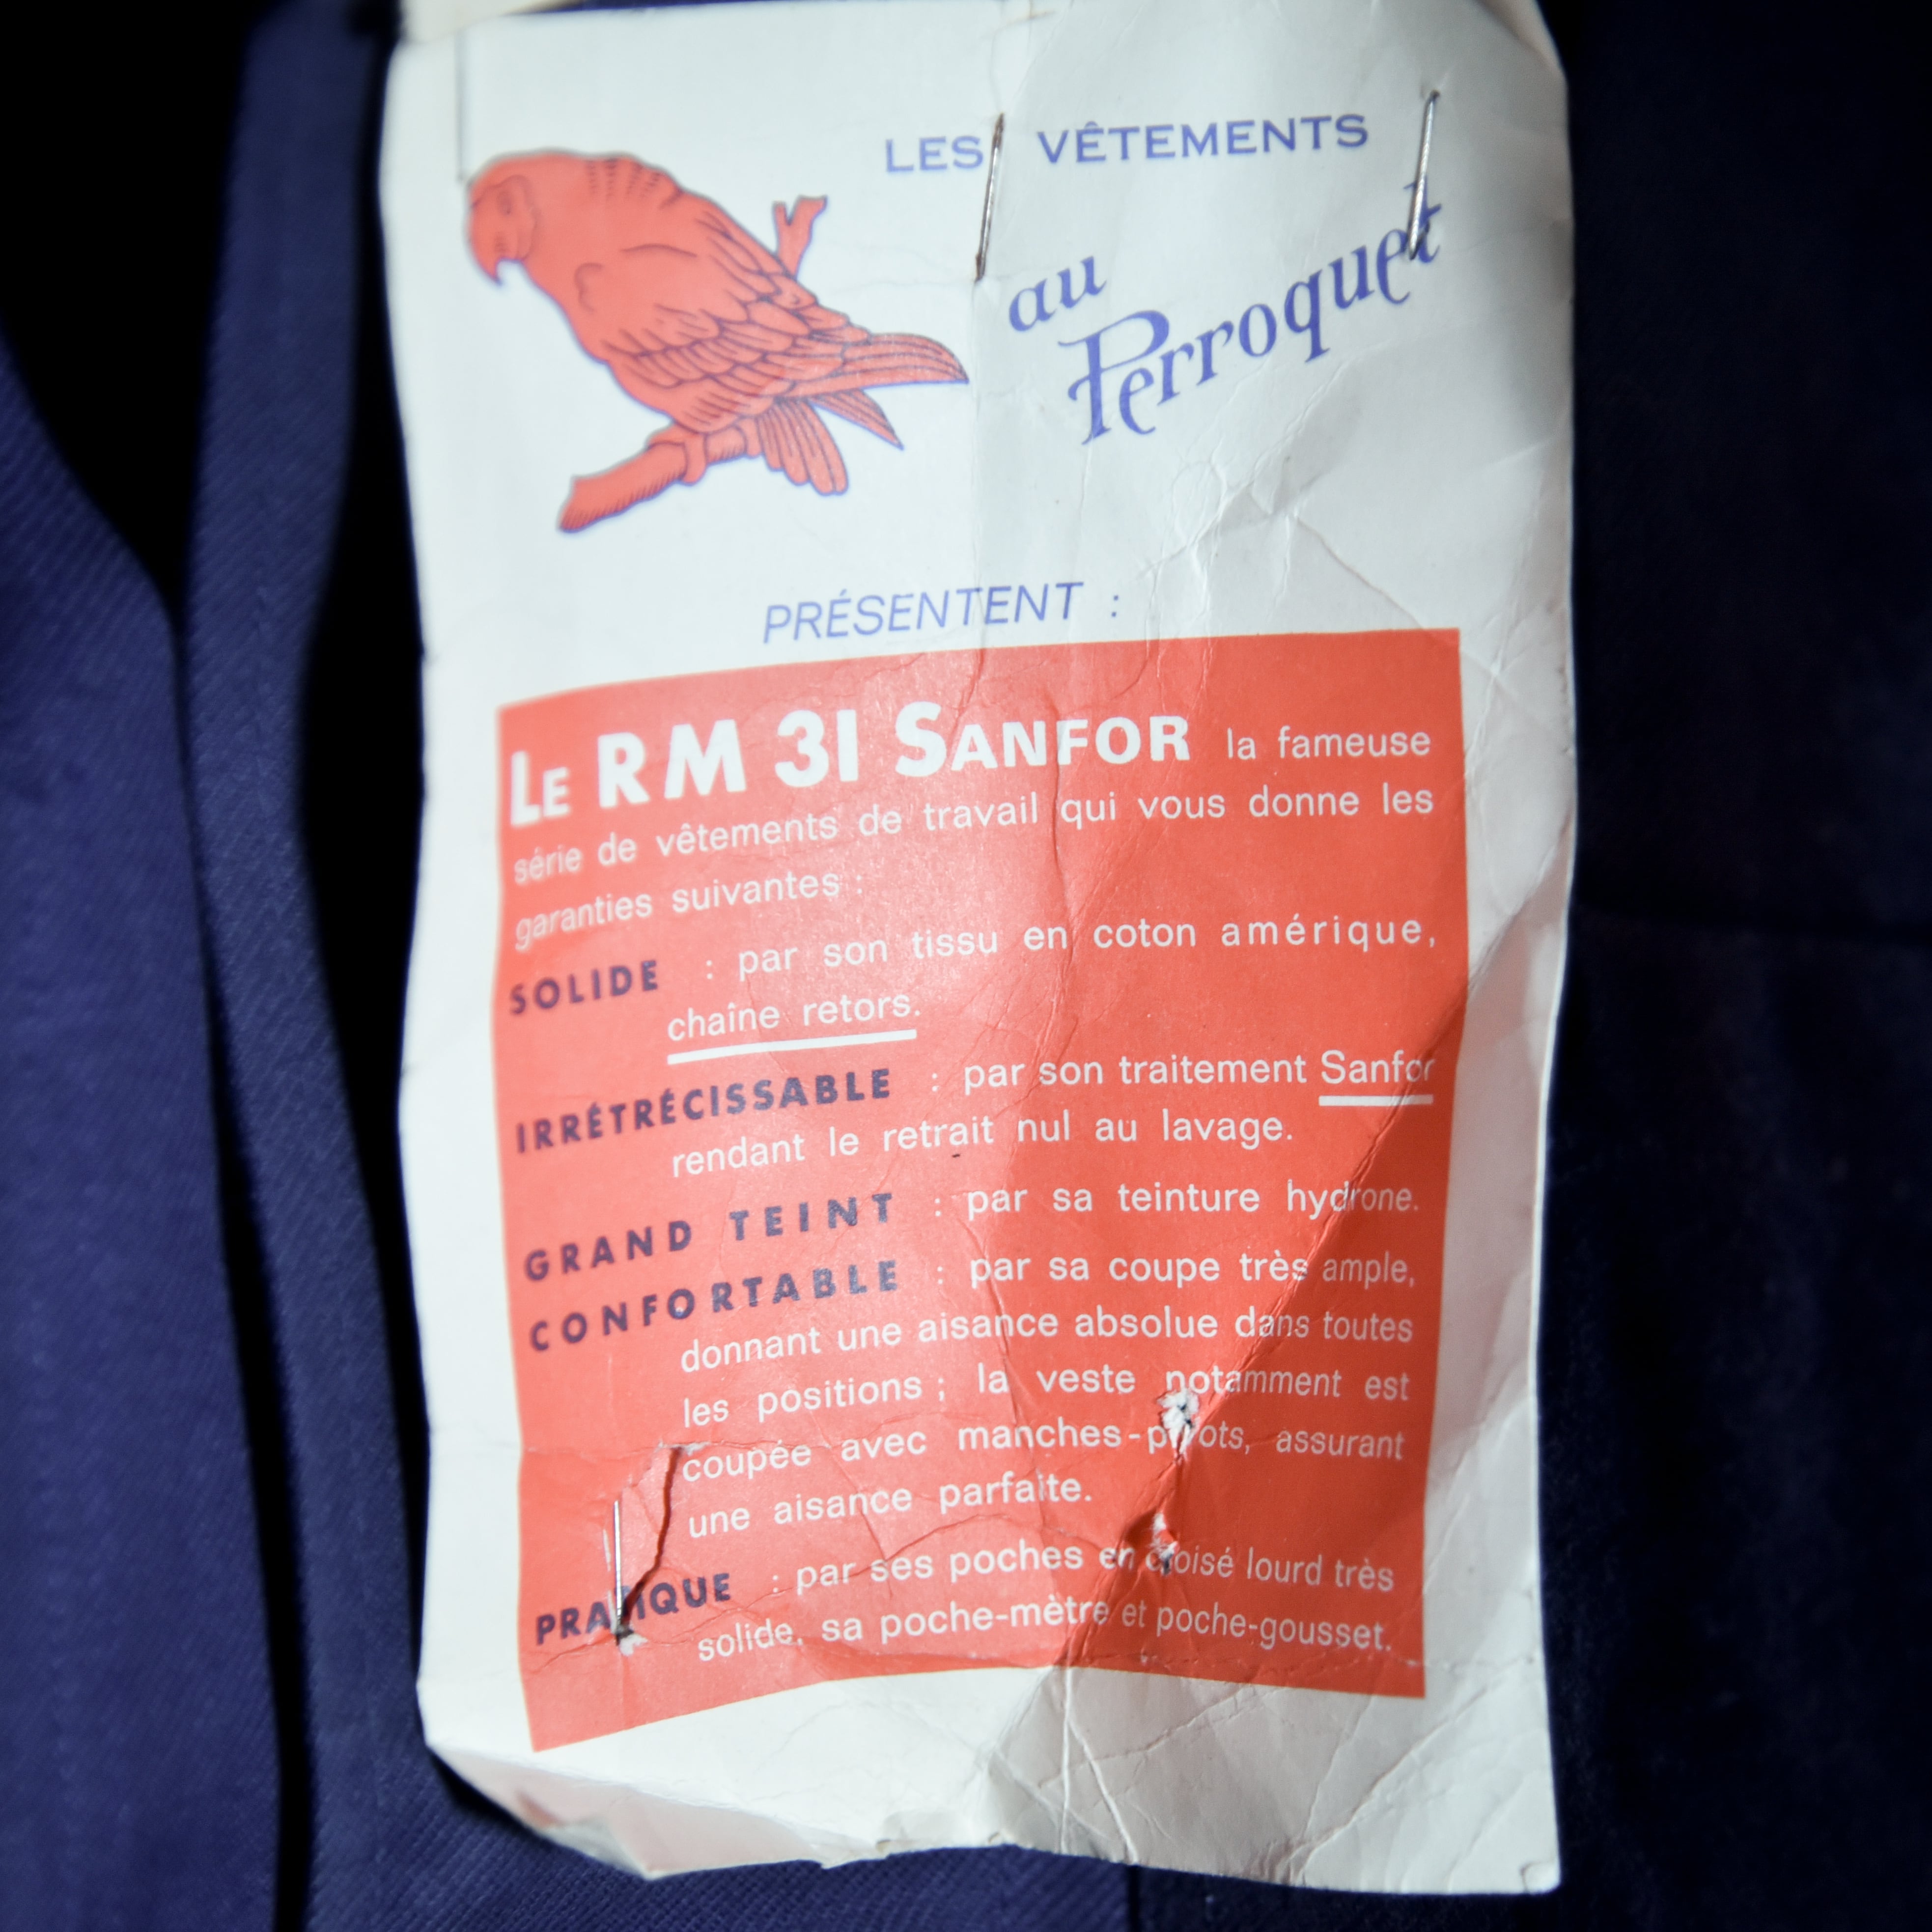 LES VÊTEMENTS
au
Perroquet
PRÉSENTENT :
LE RM 31 SANFOR la fameuse
série de vêtements de travail qui vous donne les
garanties suivantes :
SOLIDE : par son tissu en coton amérique,
chaîne retors.
IRRÉTRÉCISSABLE : par son traitement Sanfor
rendant le retrait nul au lavage.
GRAND TEINT : par sa teinture hydrone.
CONFORTABLE : par sa coupe très ample,
donnant une aisance absolue dans toutes
les positions ; la veste notamment est
coupée avec manches-pivots, assurant
une aisance parfaite.
PRATIQUE : par ses poches en croisé lourd très
solide, sa poche-mètre et poche-gousset.